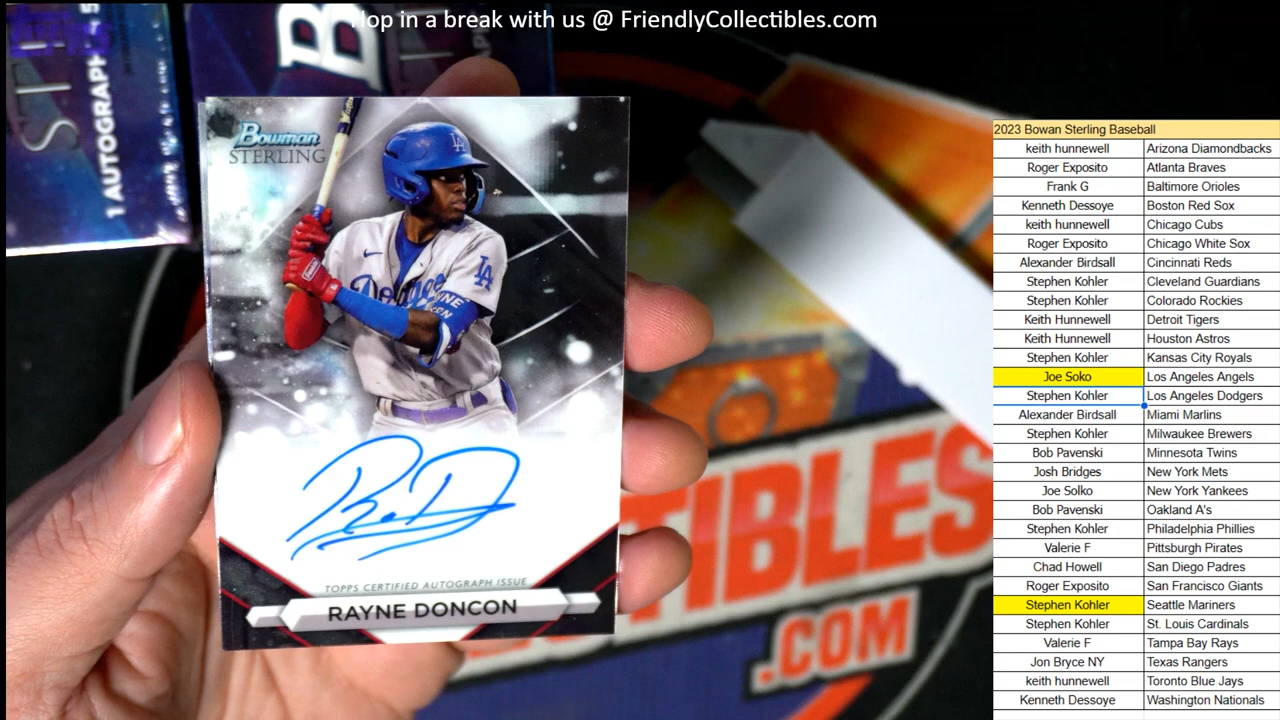 Hop in a break with us @ FriendlyCollectibles.com
1 AUTOGRAPH
B
Bowman
STERLING
LA
Dodgers
LA
TOPPS CERTIFIED AUTOGRAPH ISSUE
RAYNE DONCON
TIBLES
.COM
2023 Bowan Sterling Baseball
keith hunnewell Arizona Diamondbacks
Roger Exposito Atlanta Braves
Frank G Baltimore Orioles
Kenneth Dessoye Boston Red Sox
keith hunnewell Chicago Cubs
Roger Exposito Chicago White Sox
Alexander Birdsall Cincinnati Reds
Stephen Kohler Cleveland Guardians
Stephen Kohler Colorado Rockies
Keith Hunnewell Detroit Tigers
Keith Hunnewell Houston Astros
Stephen Kohler Kansas City Royals
Joe Soko Los Angeles Angels
Stephen Kohler Los Angeles Dodgers
Alexander Birdsall Miami Marlins
Stephen Kohler Milwaukee Brewers
Bob Pavenski Minnesota Twins
Josh Bridges New York Mets
Joe Solko New York Yankees
Bob Pavenski Oakland A's
Stephen Kohler Philadelphia Phillies
Valerie F Pittsburgh Pirates
Chad Howell San Diego Padres
Roger Exposito San Francisco Giants
Stephen Kohler Seattle Mariners
Stephen Kohler St. Louis Cardinals
Valerie F Tampa Bay Rays
Jon Bryce NY Texas Rangers
keith hunnewell Toronto Blue Jays
Kenneth Dessoye Washington Nationals